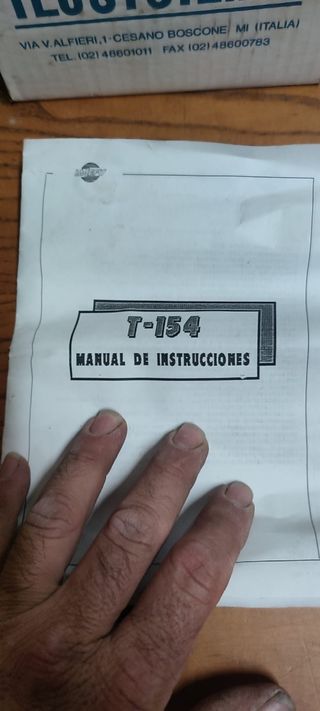 VIA V. ALFIERI, 1 - CESANO BOSCONE MI (ITALIA)
TEL. (02) 48601011 FAX (02) 48600783
T-154
MANUAL DE INSTRUCCIONES